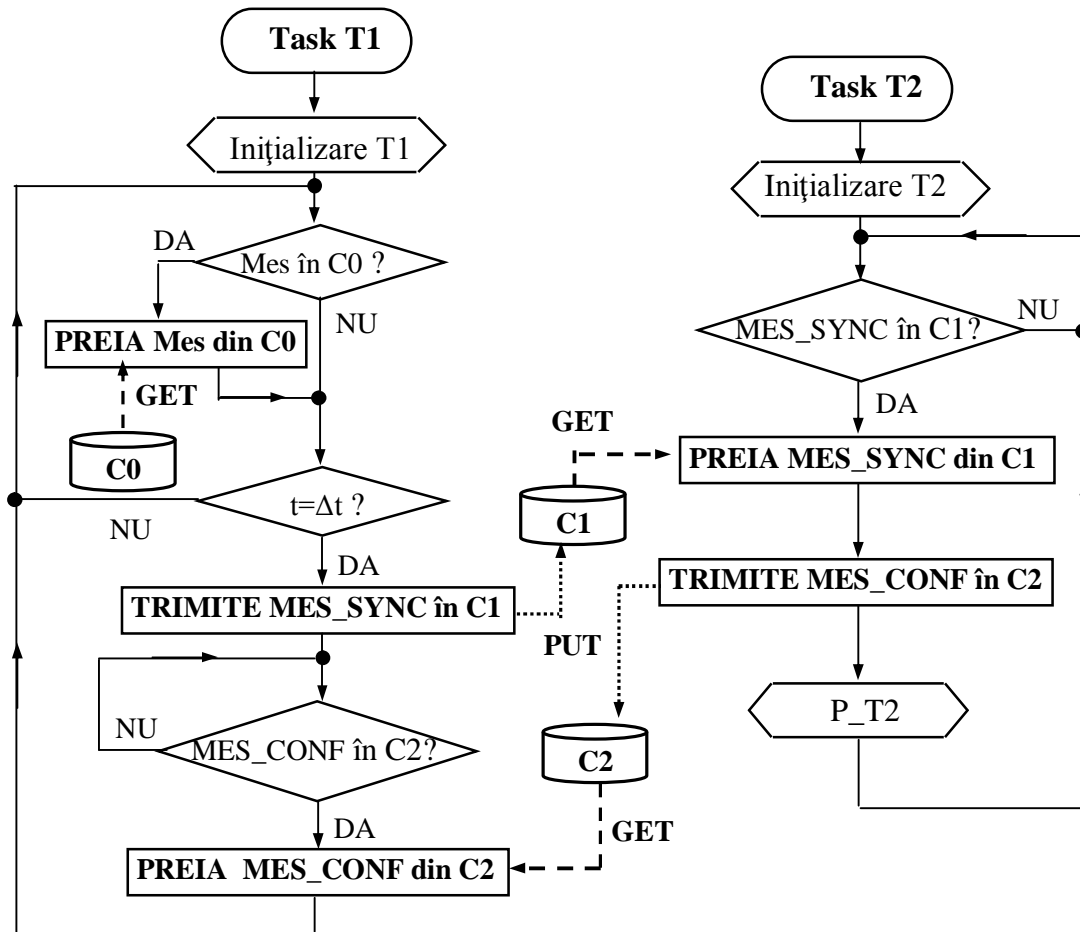 Task T1
Iniţializare T1
DA
Mes în C0 ?
NU
PREIA Mes din C0
GET
C0
t=Δt ?
NU
DA
TRIMITE MES_SYNC în C1
PUT
NU
MES_CONF în C2?
DA
PREIA MES_CONF din C2
GET
C1
C2
GET
Task T2
Iniţializare T2
MES_SYNC în C1?
NU
DA
PREIA MES_SYNC din C1
TRIMITE MES_CONF în C2
P_T2